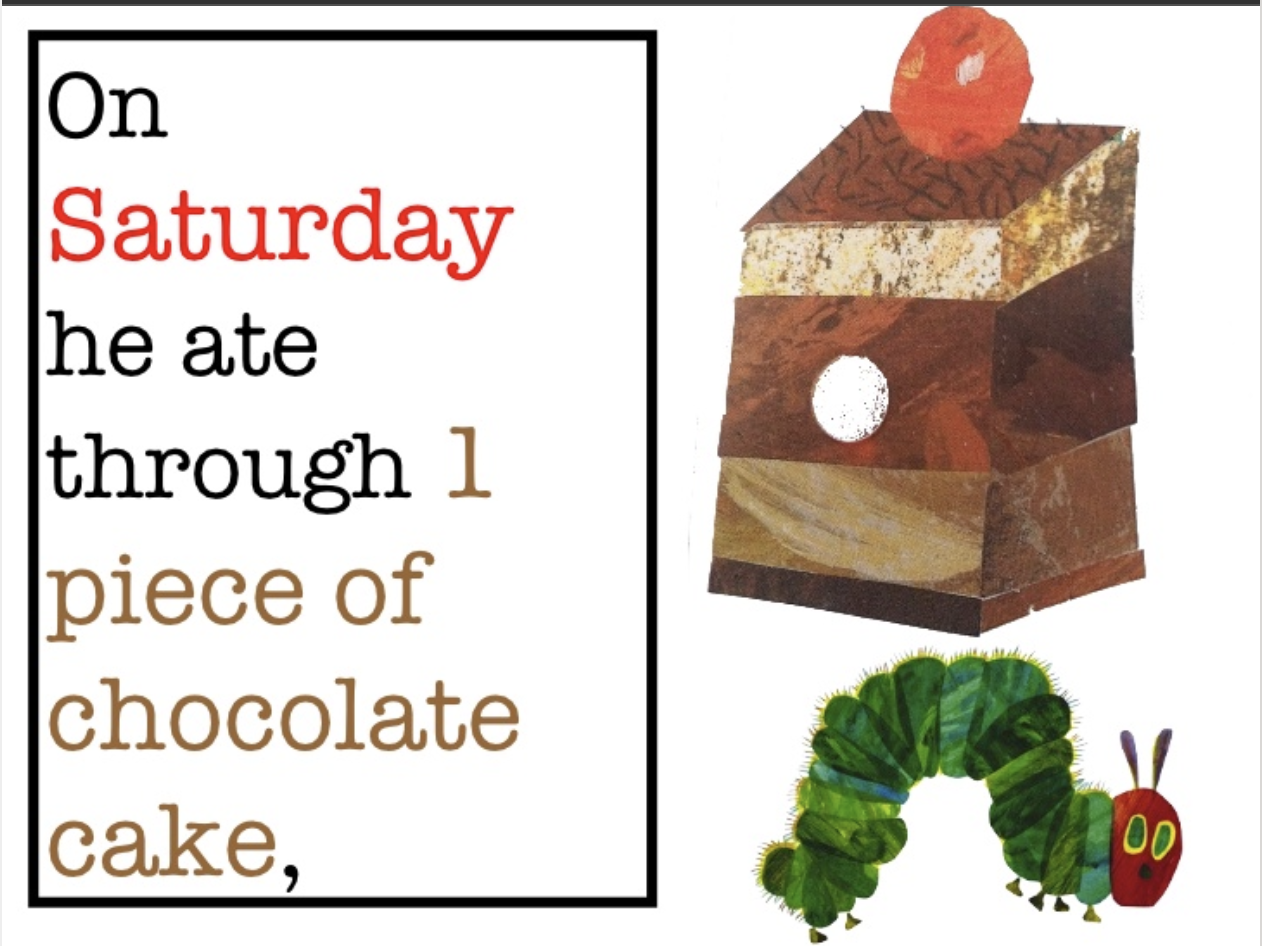 On
Saturday
he ate
through 1
piece of
chocolate
cake,